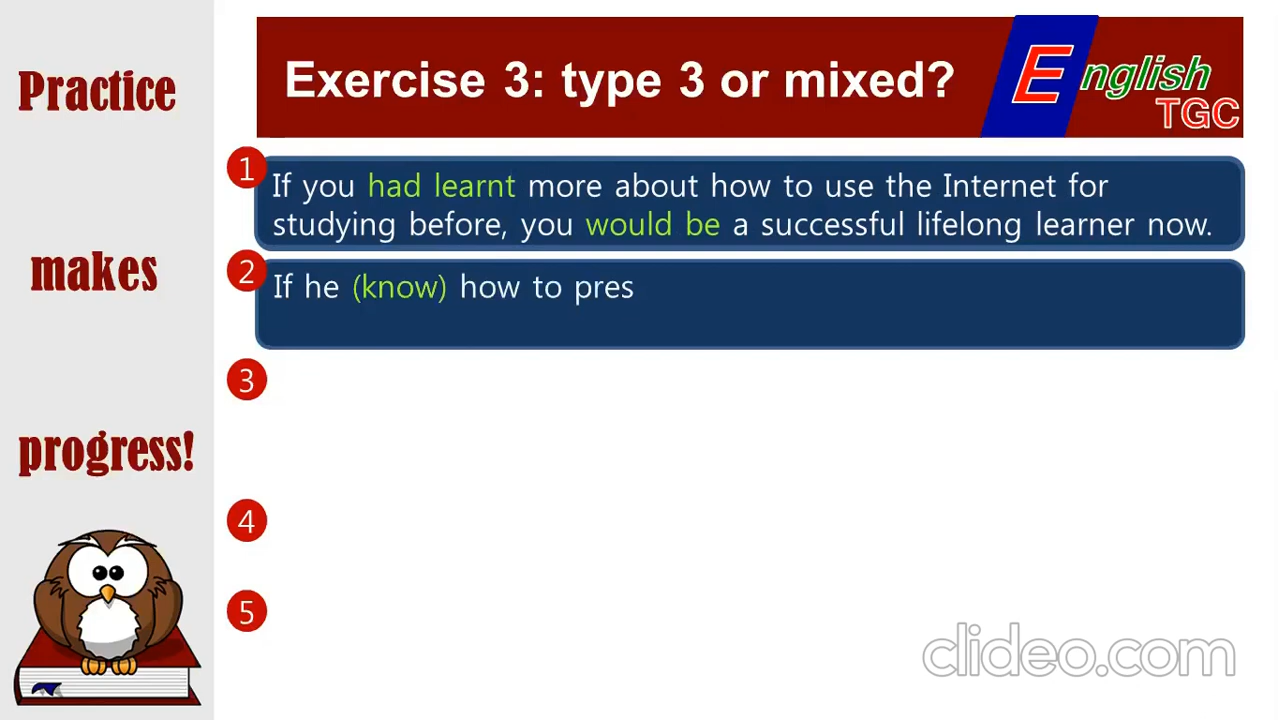 Practice
makes
progress!
Exercise 3: type 3 or mixed?
English
TGC
1
If you had learnt more about how to use the Internet for
studying before, you would be a successful lifelong learner now.
2
If he (know) how to pres
3
4
5
clideo.com